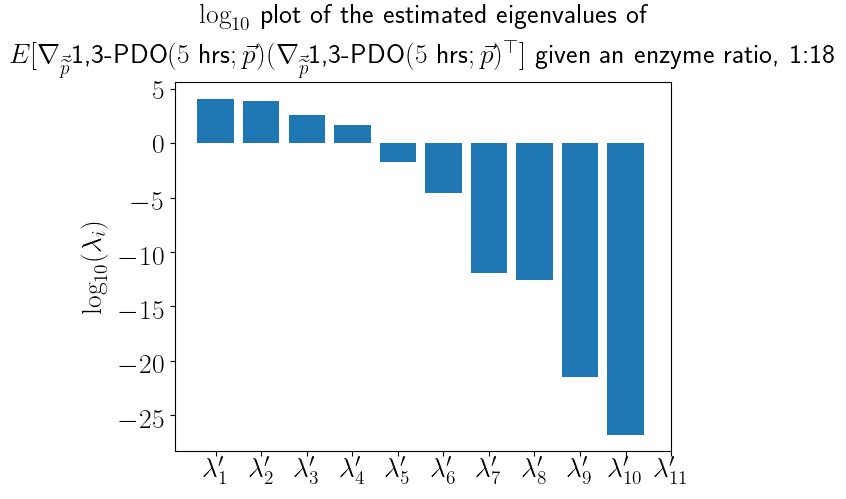 log₁₀ plot of the estimated eigenvalues of
E[∇_{p̃⃗}1,3-PDO(5 hrs; p⃗)(∇_{p̃⃗}1,3-PDO(5 hrs; p⃗)^⊤] given an enzyme ratio, 1:18
5
0
−5
−10
−15
−20
−25
log₁₀(λᵢ)
λ′₁ λ′₂ λ′₃ λ′₄ λ′₅ λ′₆ λ′₇ λ′₈ λ′₉ λ′₁₀ λ′₁₁